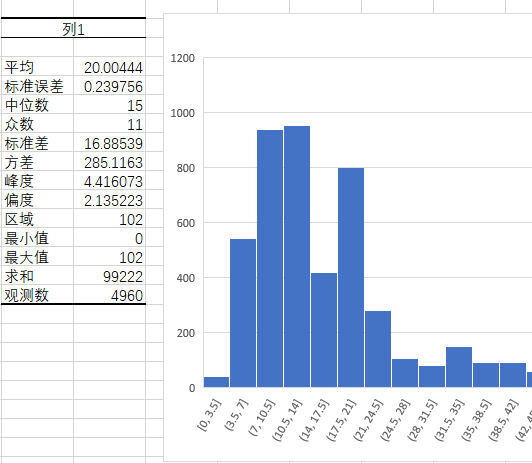 列1
平均 20.00444
标准误差 0.239756
中位数 15
众数 11
标准差 16.88539
方差 285.1163
峰度 4.416073
偏度 2.135223
区域 102
最小值 0
最大值 102
求和 99222
观测数 4960
1200
1000
800
600
400
200
0
[0, 3.5]
(3.5, 7]
(7, 10.5]
(10.5, 14]
(14, 17.5]
(17.5, 21]
(21, 24.5]
(24.5, 28]
(28, 31.5]
(31.5, 35]
(35, 38.5]
(38.5, 42]
(42,